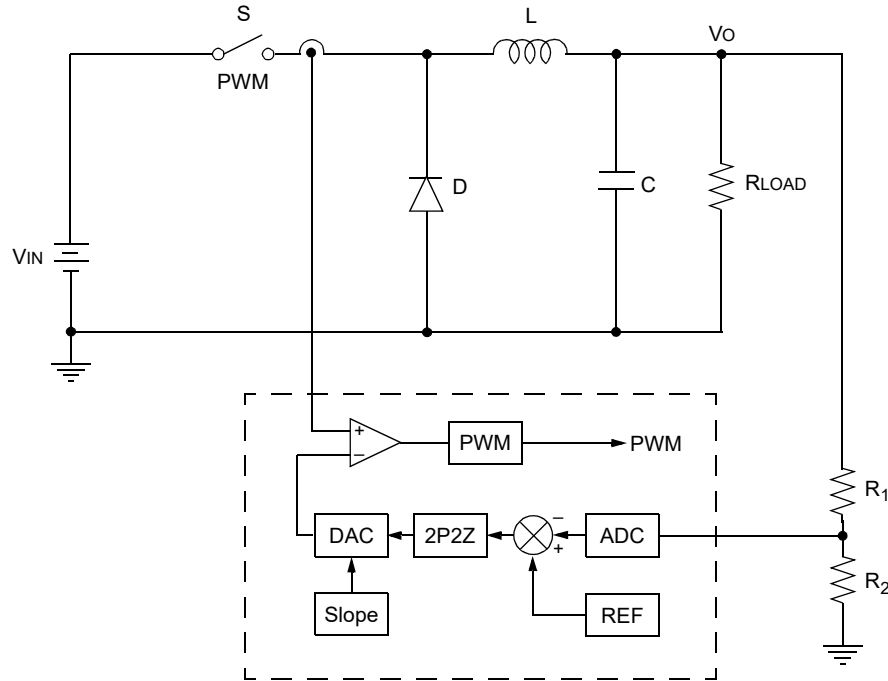 S
L
VO
PWM
D
C
RLOAD
VIN
+
–
PWM
PWM
R1
DAC
2P2Z
–
+
ADC
R2
Slope
REF